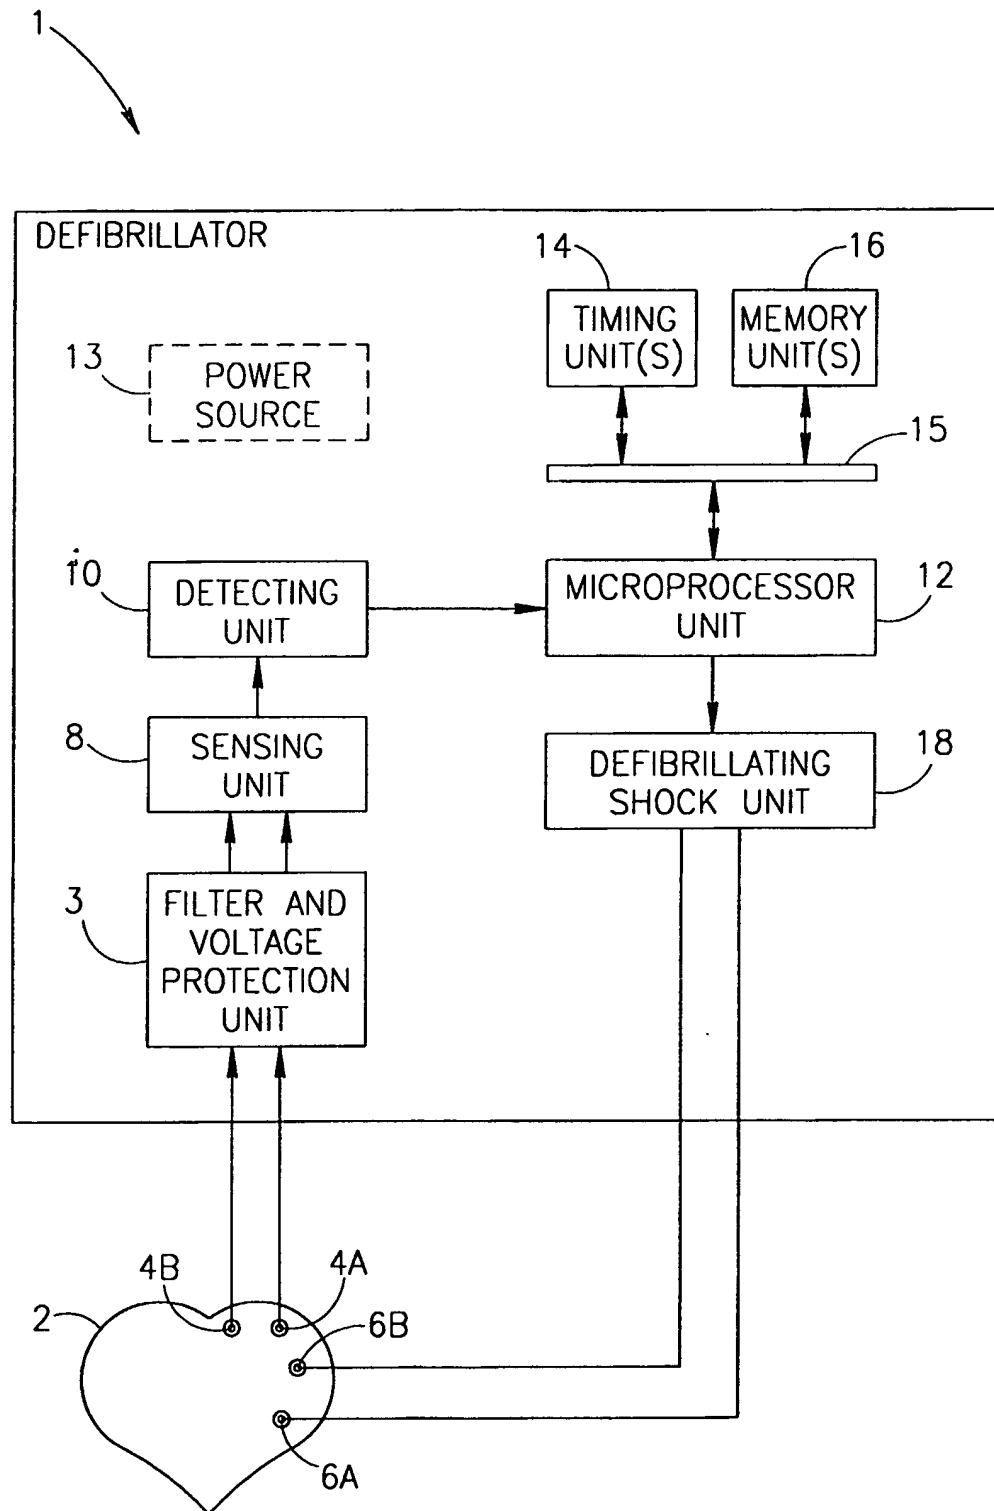 1
DEFIBRILLATOR
14
16
TIMING
UNIT(S)
MEMORY
UNIT(S)
13
POWER
SOURCE
15
10
DETECTING
UNIT
MICROPROCESSOR
UNIT
12
8
SENSING
UNIT
DEFIBRILLATING
SHOCK UNIT
18
3
FILTER AND
VOLTAGE
PROTECTION
UNIT
4B
4A
2
6B
6A